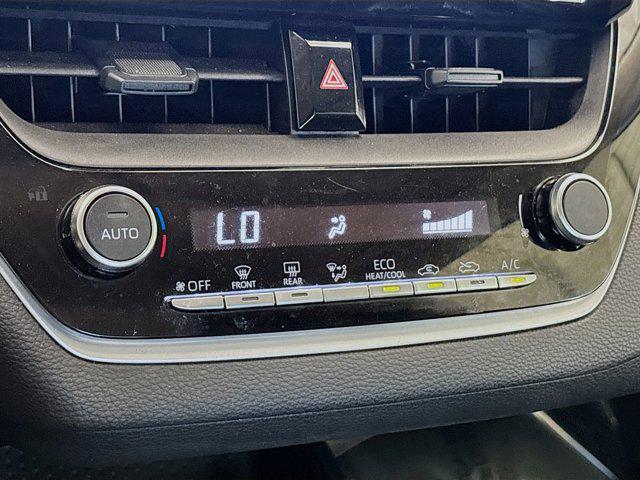 LO
AUTO
OFF FRONT REAR ECO HEAT/COOL A/C